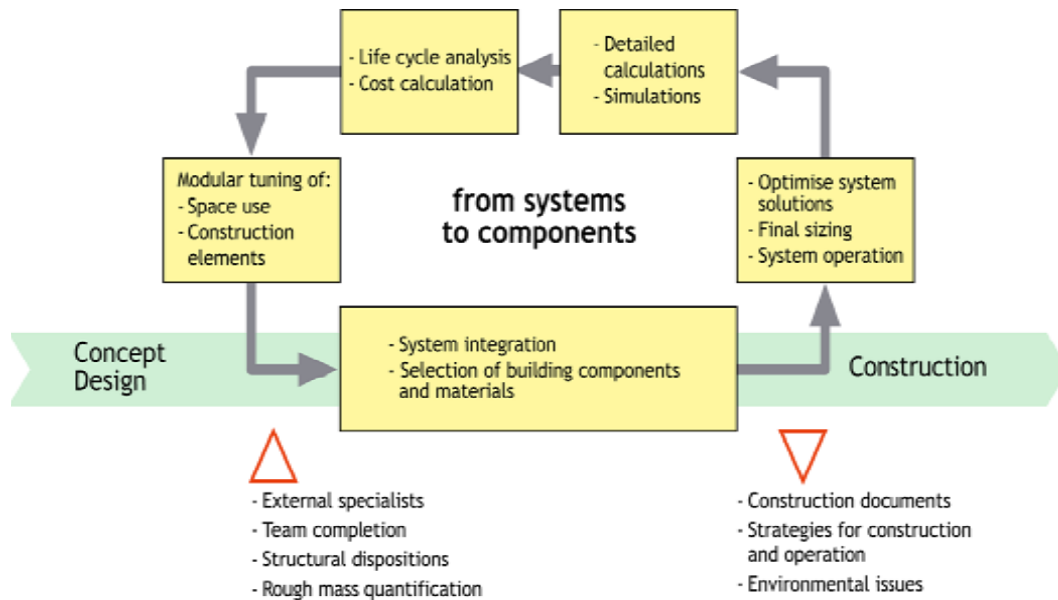 - Life cycle analysis
- Cost calculation
- Detailed
calculations
- Simulations
Modular tuning of:
- Space use
- Construction
elements
from systems
to components
- Optimise system
solutions
- Final sizing
- System operation
Concept
Design
- System integration
- Selection of building components
and materials
Construction
- External specialists
- Team completion
- Structural dispositions
- Rough mass quantification
- Construction documents
- Strategies for construction
and operation
- Environmental issues